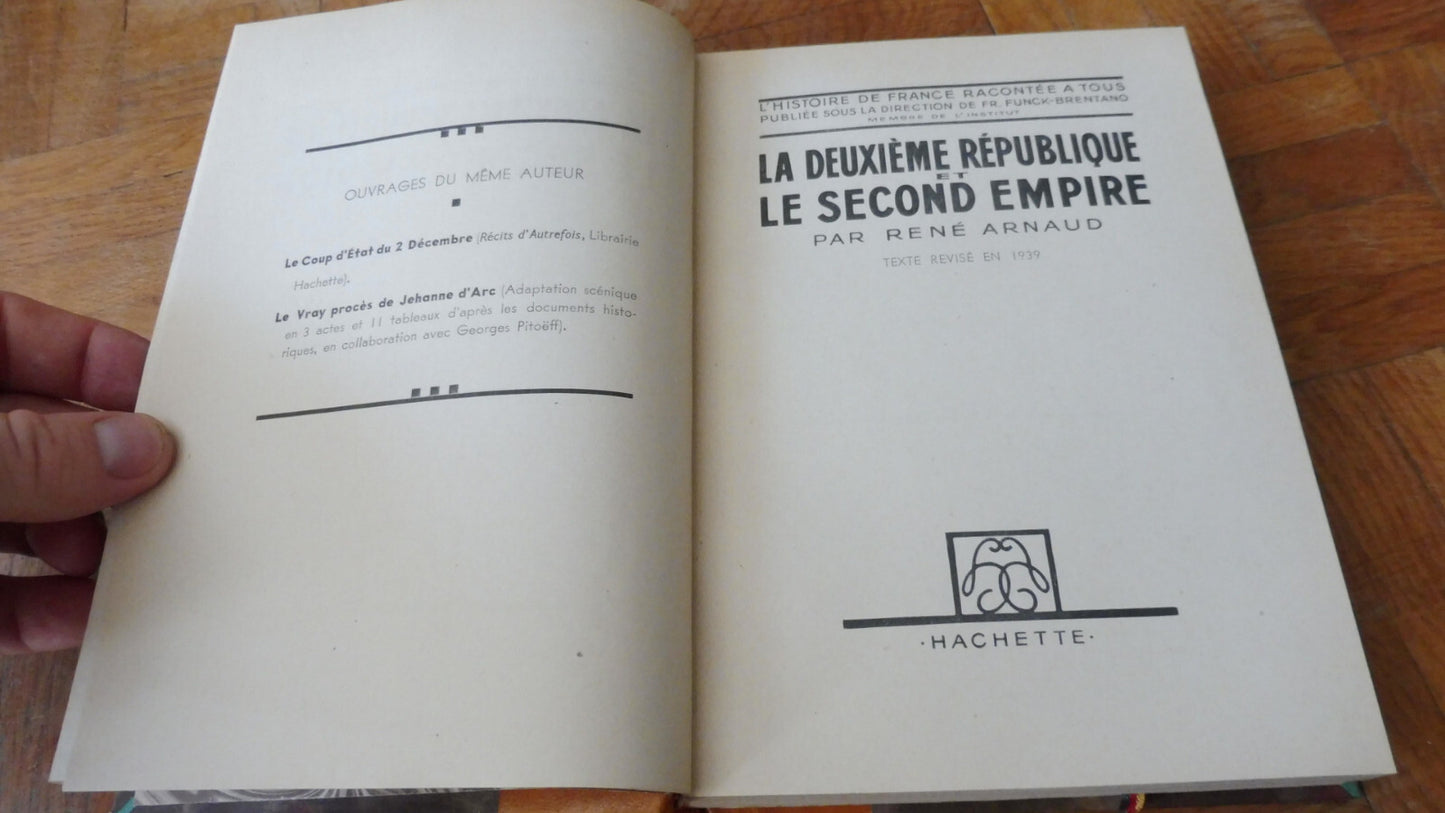 OUVRAGES DU MÊME AUTEUR
Le Coup d'État du 2 Décembre (Récits d'Autrefois, Librairie
Hachette).
Le Vray procès de Jehanne d'Arc (Adaptation scénique
en 3 actes et 11 tableaux d'après les documents histo-
riques, en collaboration avec Georges Pitoëff).
L'HISTOIRE DE FRANCE RACONTÉE A TOUS
PUBLIÉE SOUS LA DIRECTION DE FR. FUNCK-BRENTANO
MEMBRE DE L'INSTITUT
LA DEUXIÈME RÉPUBLIQUE
ET
LE SECOND EMPIRE
PAR RENÉ ARNAUD
TEXTE REVISÉ EN 1939
·HACHETTE·